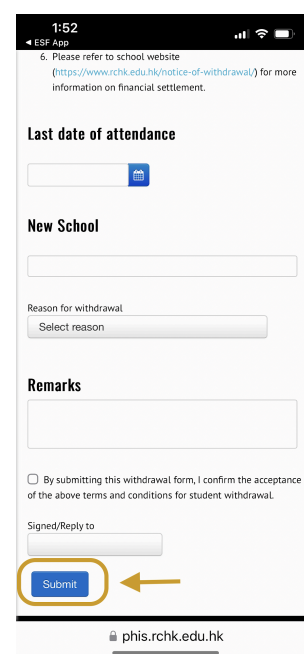 1:52
◀ ESF App
6. Please refer to school website
(https://www.rchk.edu.hk/notice-of-withdrawal/) for more
information on financial settlement.
Last date of attendance
New School
Reason for withdrawal
Select reason
Remarks
By submitting this withdrawal form, I confirm the acceptance
of the above terms and conditions for student withdrawal.
Signed/Reply to
Submit
phis.rchk.edu.hk